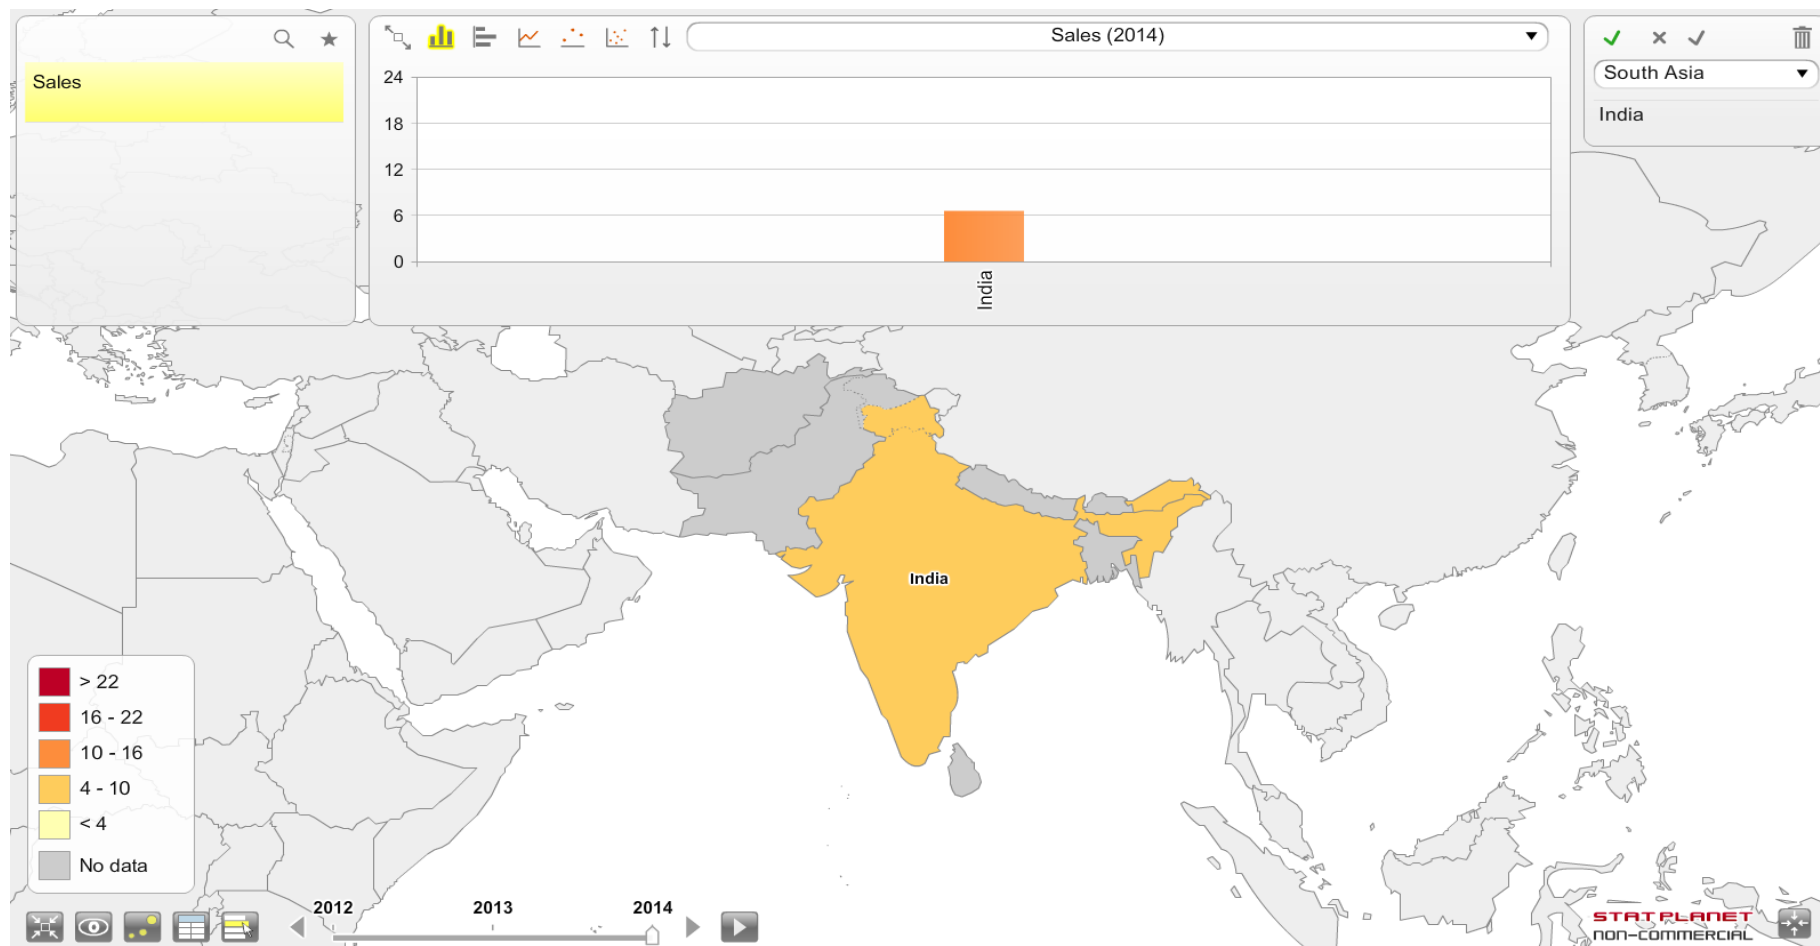 Sales
Sales (2014)
South Asia
India
24
18
12
6
0
India
India
> 22
16 - 22
10 - 16
4 - 10
< 4
No data
2012
2013
2014
STATPLANET
NON-COMMERCIAL